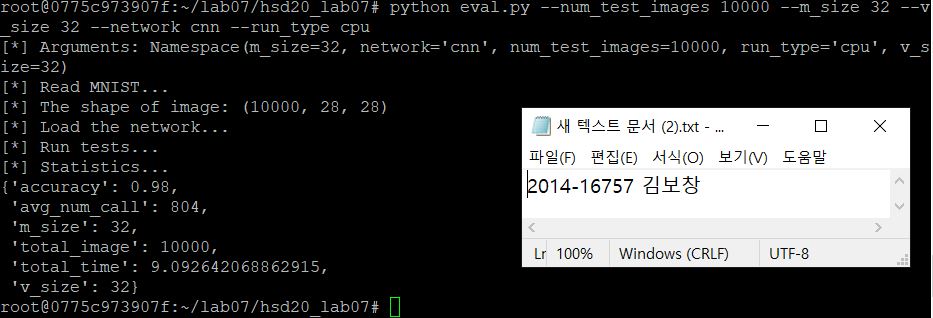 root@0775c973907f:~/lab07/hsd20_lab07# python eval.py --num_test_images 10000 --m_size 32 --v
_size 32 --network cnn --run_type cpu
[*] Arguments: Namespace(m_size=32, network='cnn', num_test_images=10000, run_type='cpu', v_s
ize=32)
[*] Read MNIST...
[*] The shape of image: (10000, 28, 28)
[*] Load the network...
[*] Run tests...
[*] Statistics...
{'accuracy': 0.98,
 'avg_num_call': 804,
 'm_size': 32,
 'total_image': 10000,
 'total_time': 9.092642068862915,
 'v_size': 32}
root@0775c973907f:~/lab07/hsd20_lab07#
새 텍스트 문서 (2).txt - ...
파일(F) 편집(E) 서식(O) 보기(V) 도움말
2014-16757 김보창
Ln 100% Windows (CRLF) UTF-8